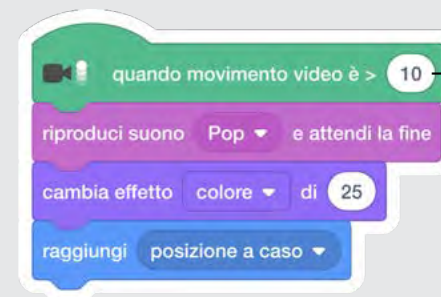 quando movimento video è > 10
riproduci suono Pop e attendi la fine
cambia effetto colore di 25
raggiungi posizione a caso